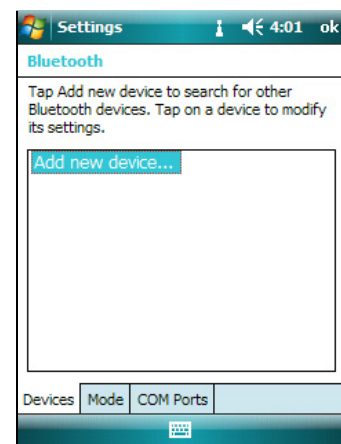 Settings 4:01 ok
Bluetooth
Tap Add new device to search for other
Bluetooth devices. Tap on a device to modify
its settings.
Add new device...
Devices Mode COM Ports